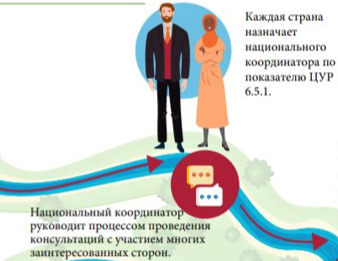 Каждая страна
назначает
национального
координатора по
показателю ЦУР
6.5.1.
Национальный координатор
руководит процессом проведения
консультаций с участием многих
заинтересованных сторон.